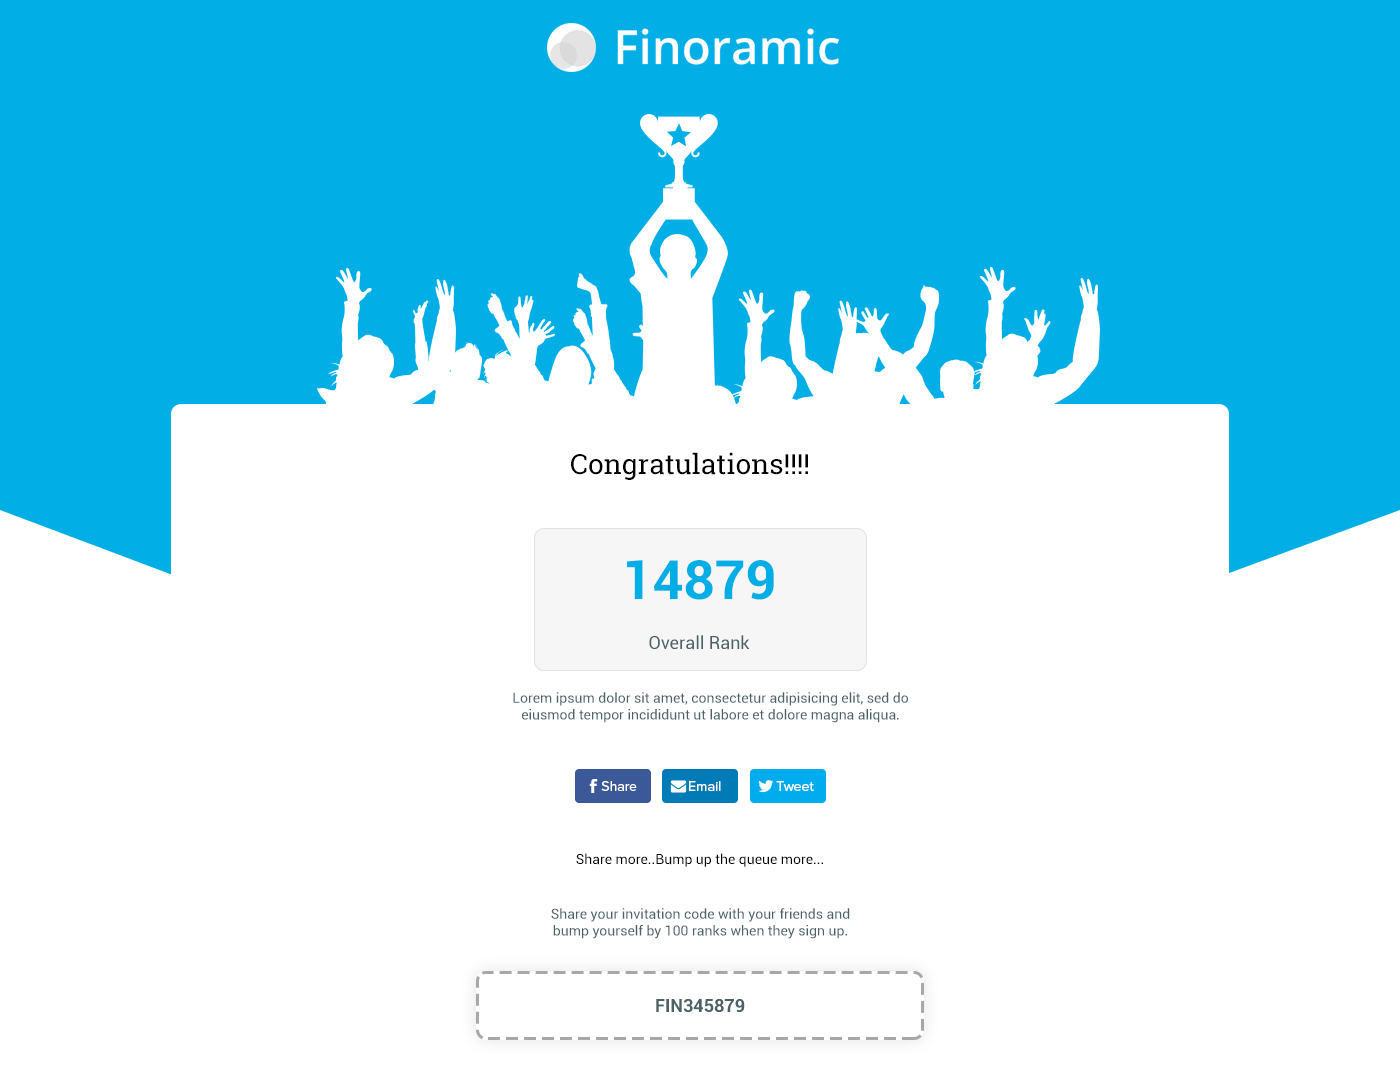 Finoramic
Congratulations!!!!
14879
Overall Rank
Lorem ipsum dolor sit amet, consectetur adipisicing elit, sed do
eiusmod tempor incididunt ut labore et dolore magna aliqua.
Share
Email
Tweet
Share more..Bump up the queue more...
Share your invitation code with your friends and
bump yourself by 100 ranks when they sign up.
FIN345879